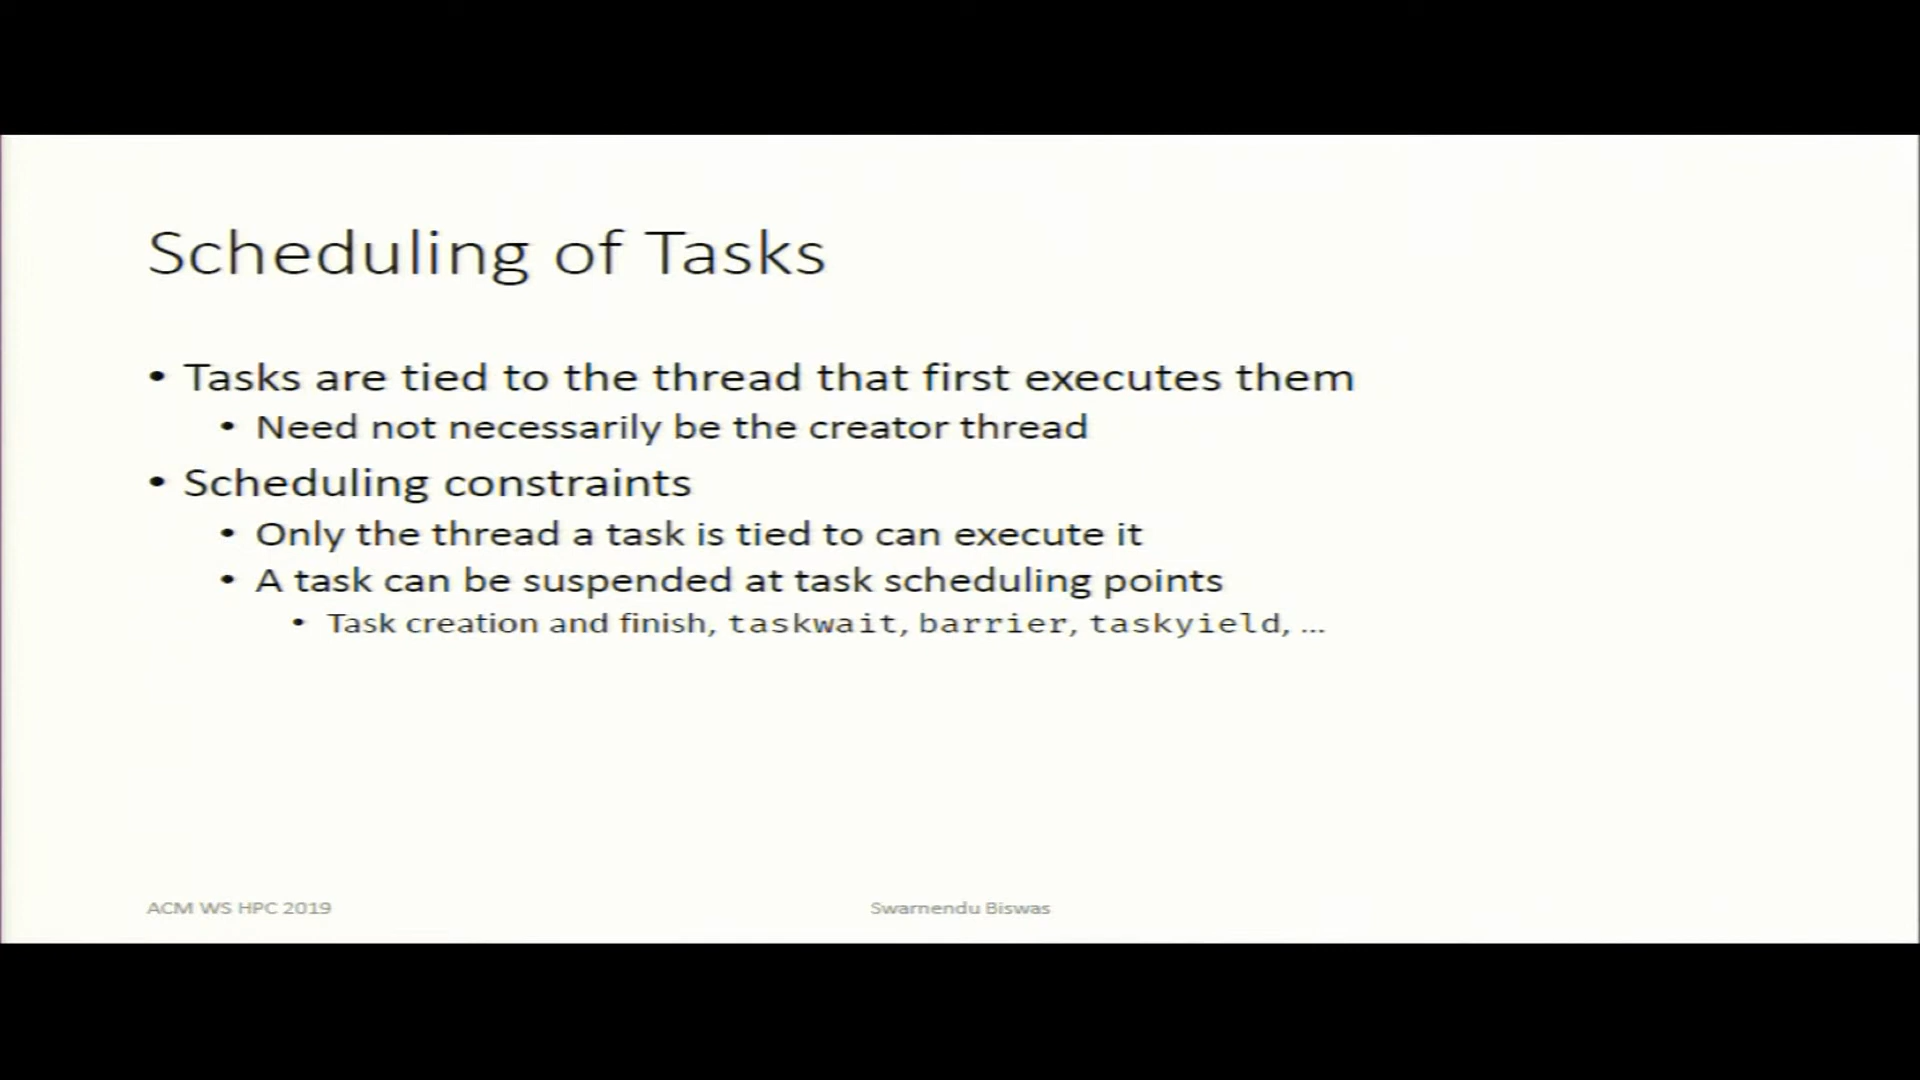 Scheduling of Tasks
• Tasks are tied to the thread that first executes them
• Need not necessarily be the creator thread
• Scheduling constraints
• Only the thread a task is tied to can execute it
• A task can be suspended at task scheduling points
• Task creation and finish, taskwait, barrier, taskyield, ...
ACM WS HPC 2019
Swarnendu Biswas